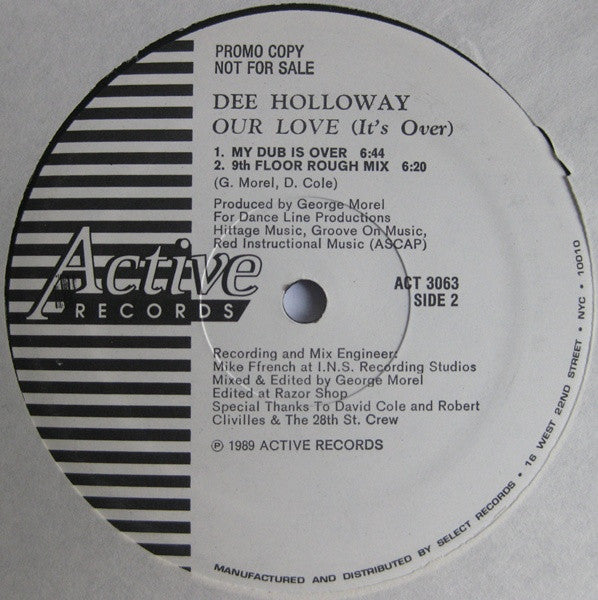 PROMO COPY
NOT FOR SALE
DEE HOLLOWAY
OUR LOVE (It's Over)
1. MY DUB IS OVER 6:44
2. 9th FLOOR ROUGH MIX 6:20
(G. Morel, D. Cole)
Produced by George Morel
For Dance Line Productions
Hittage Music, Groove On Music,
Red Instructional Music (ASCAP)
Active
RECORDS
ACT 3063
SIDE 2
Recording and Mix Engineer:
Mike Ffrench at I.N.S. Recording Studios
Mixed & Edited by George Morel
Edited at Razor Shop
Special Thanks To David Cole and Robert
Clivilles & The 28th St. Crew
℗ 1989 ACTIVE RECORDS
MANUFACTURED AND DISTRIBUTED BY SELECT RECORDS • 16 WEST 22ND STREET • NYC • 10010